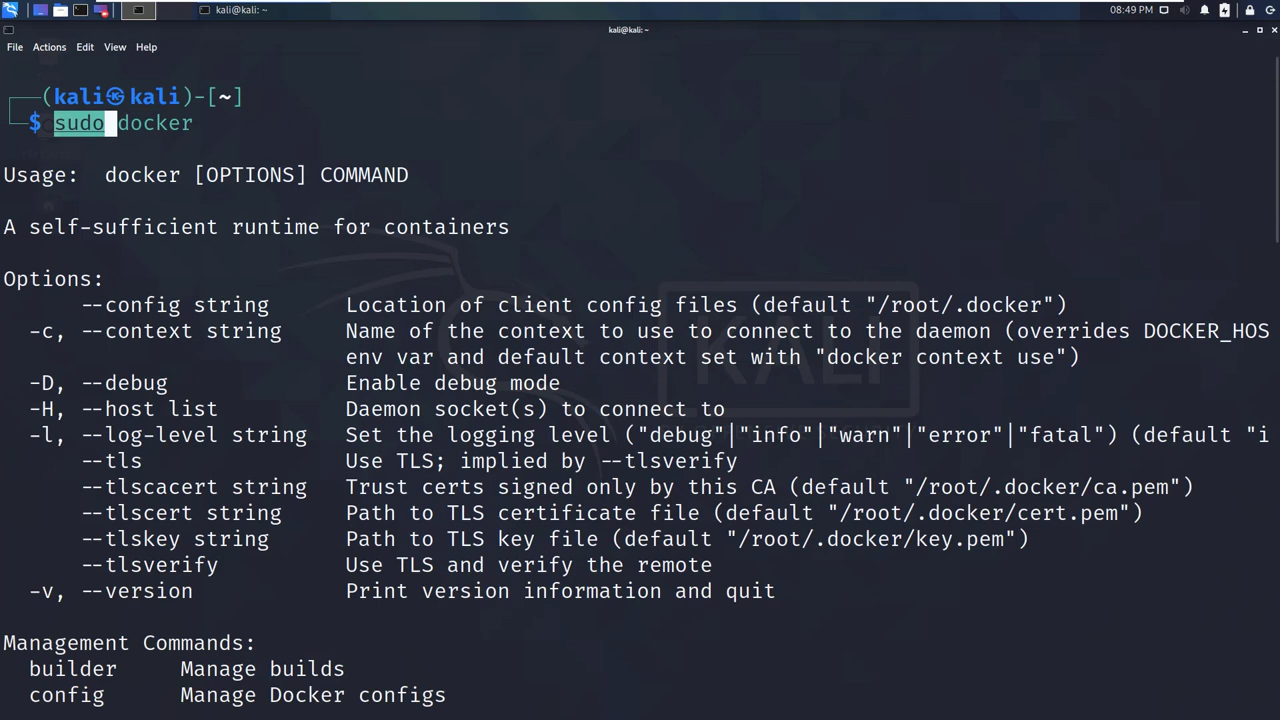 kali@kali: ~
08:49 PM
kali@kali: ~
File Actions Edit View Help
(kali㉿kali)-[~]
$ sudo docker
Usage: docker [OPTIONS] COMMAND
A self-sufficient runtime for containers
Options:
--config string Location of client config files (default "/root/.docker")
-c, --context string Name of the context to use to connect to the daemon (overrides DOCKER_HOS
env var and default context set with "docker context use")
-D, --debug Enable debug mode
-H, --host list Daemon socket(s) to connect to
-l, --log-level string Set the logging level ("debug"|"info"|"warn"|"error"|"fatal") (default "i
--tls Use TLS; implied by --tlsverify
--tlscacert string Trust certs signed only by this CA (default "/root/.docker/ca.pem")
--tlscert string Path to TLS certificate file (default "/root/.docker/cert.pem")
--tlskey string Path to TLS key file (default "/root/.docker/key.pem")
--tlsverify Use TLS and verify the remote
-v, --version Print version information and quit
Management Commands:
builder Manage builds
config Manage Docker configs
KALI